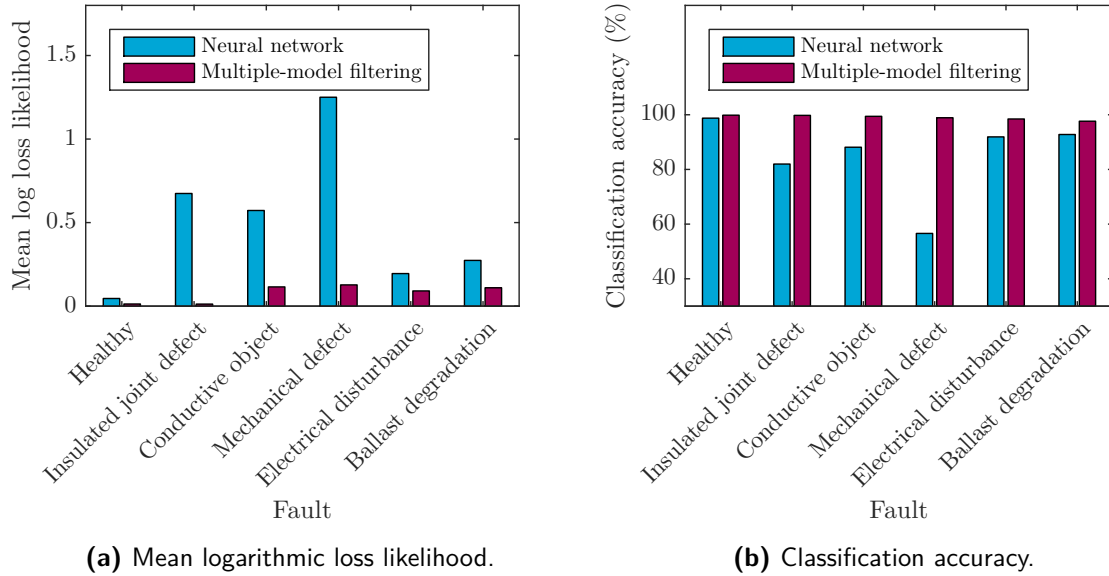 Mean log loss likelihood
1.5
1
0.5
0
Neural network
Multiple-model filtering
Healthy
Insulated joint defect
Conductive object
Mechanical defect
Electrical disturbance
Ballast degradation
Fault
(a) Mean logarithmic loss likelihood.
Classification accuracy (%)
100
80
60
40
Neural network
Multiple-model filtering
Healthy
Insulated joint defect
Conductive object
Mechanical defect
Electrical disturbance
Ballast degradation
Fault
(b) Classification accuracy.